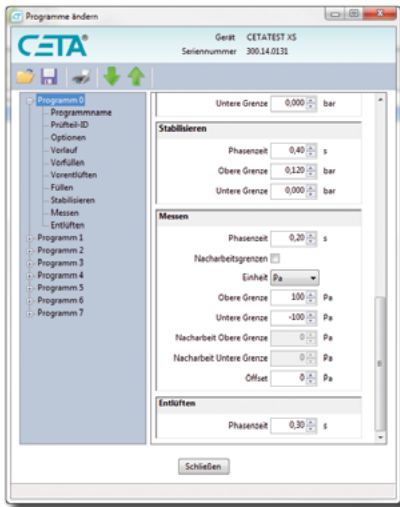 Programme ändern
CETA
Gerät CETATEST XS
Seriennummer 300.14.0131
Programm 0
Programmname
Prüfteil-ID
Optionen
Vorlauf
Vorfüllen
Vorentlüften
Füllen
Stabilisieren
Messen
Entlüften
Programm 1
Programm 2
Programm 3
Programm 4
Programm 5
Programm 6
Programm 7
Untere Grenze 0,000 bar
Stabilisieren
Phasenzeit 0,40 s
Obere Grenze 0,120 bar
Untere Grenze 0,000 bar
Messen
Phasenzeit 0,20 s
Nacharbeitsgrenzen
Einheit Pa
Obere Grenze 100 Pa
Untere Grenze -100 Pa
Nacharbeit Obere Grenze 0 Pa
Nacharbeit Untere Grenze 0 Pa
Offset 0 Pa
Entlüften
Phasenzeit 0,30 s
Schließen